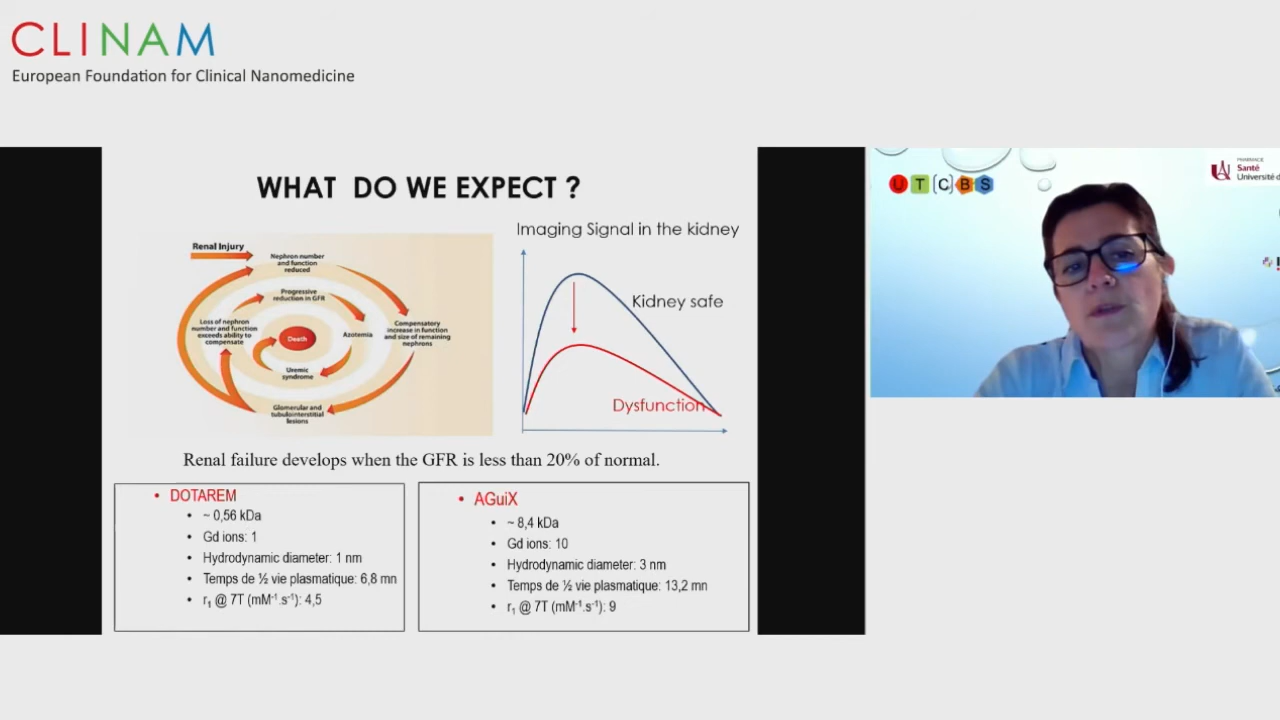 CLINAM
European Foundation for Clinical Nanomedicine
WHAT DO WE EXPECT ?
Renal Injury
Nephron number
and function
reduced
Progressive
reduction in GFR
Loss of nephron
number and function
exceeds ability to
compensate
Death
Azotemia
Compensatory
increase in function
and size of remaining
nephrons
Uremic
syndrome
Glomerular and
tubulointerstitial
lesions
Imaging Signal in the kidney
Kidney safe
Dysfunction
Renal failure develops when the GFR is less than 20% of normal.
• DOTAREM
• ~ 0,56 kDa
• Gd ions: 1
• Hydrodynamic diameter: 1 nm
• Temps de ½ vie plasmatique: 6,8 mn
• r₁ @ 7T (mM⁻¹.s⁻¹): 4,5
• AGuiX
• ~ 8,4 kDa
• Gd ions: 10
• Hydrodynamic diameter: 3 nm
• Temps de ½ vie plasmatique: 13,2 mn
• r₁ @ 7T (mM⁻¹.s⁻¹): 9
UT[C]BS
PHARMACIE
Santé
Université d